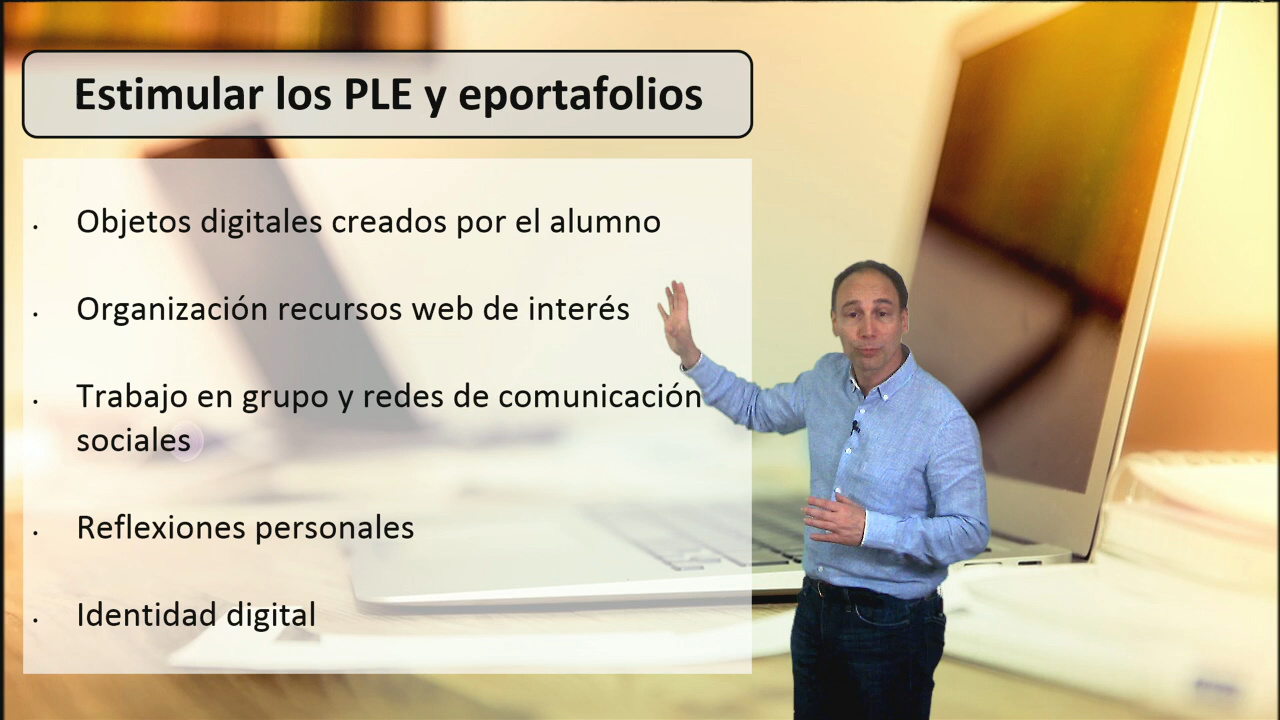 Estimular los PLE y eportafolios
Objetos digitales creados por el alumno
Organización recursos web de interés
Trabajo en grupo y redes de comunicación
sociales
Reflexiones personales
Identidad digital